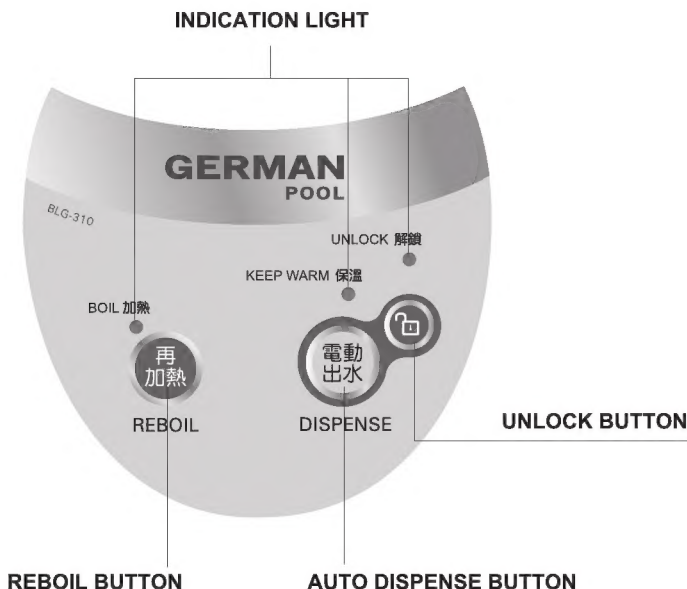 INDICATION LIGHT
GERMAN
POOL
BLG-310
UNLOCK 解鎖
KEEP WARM 保溫
BOIL 加熱
再
加熱
電動
出水
REBOIL
DISPENSE
UNLOCK BUTTON
REBOIL BUTTON
AUTO DISPENSE BUTTON